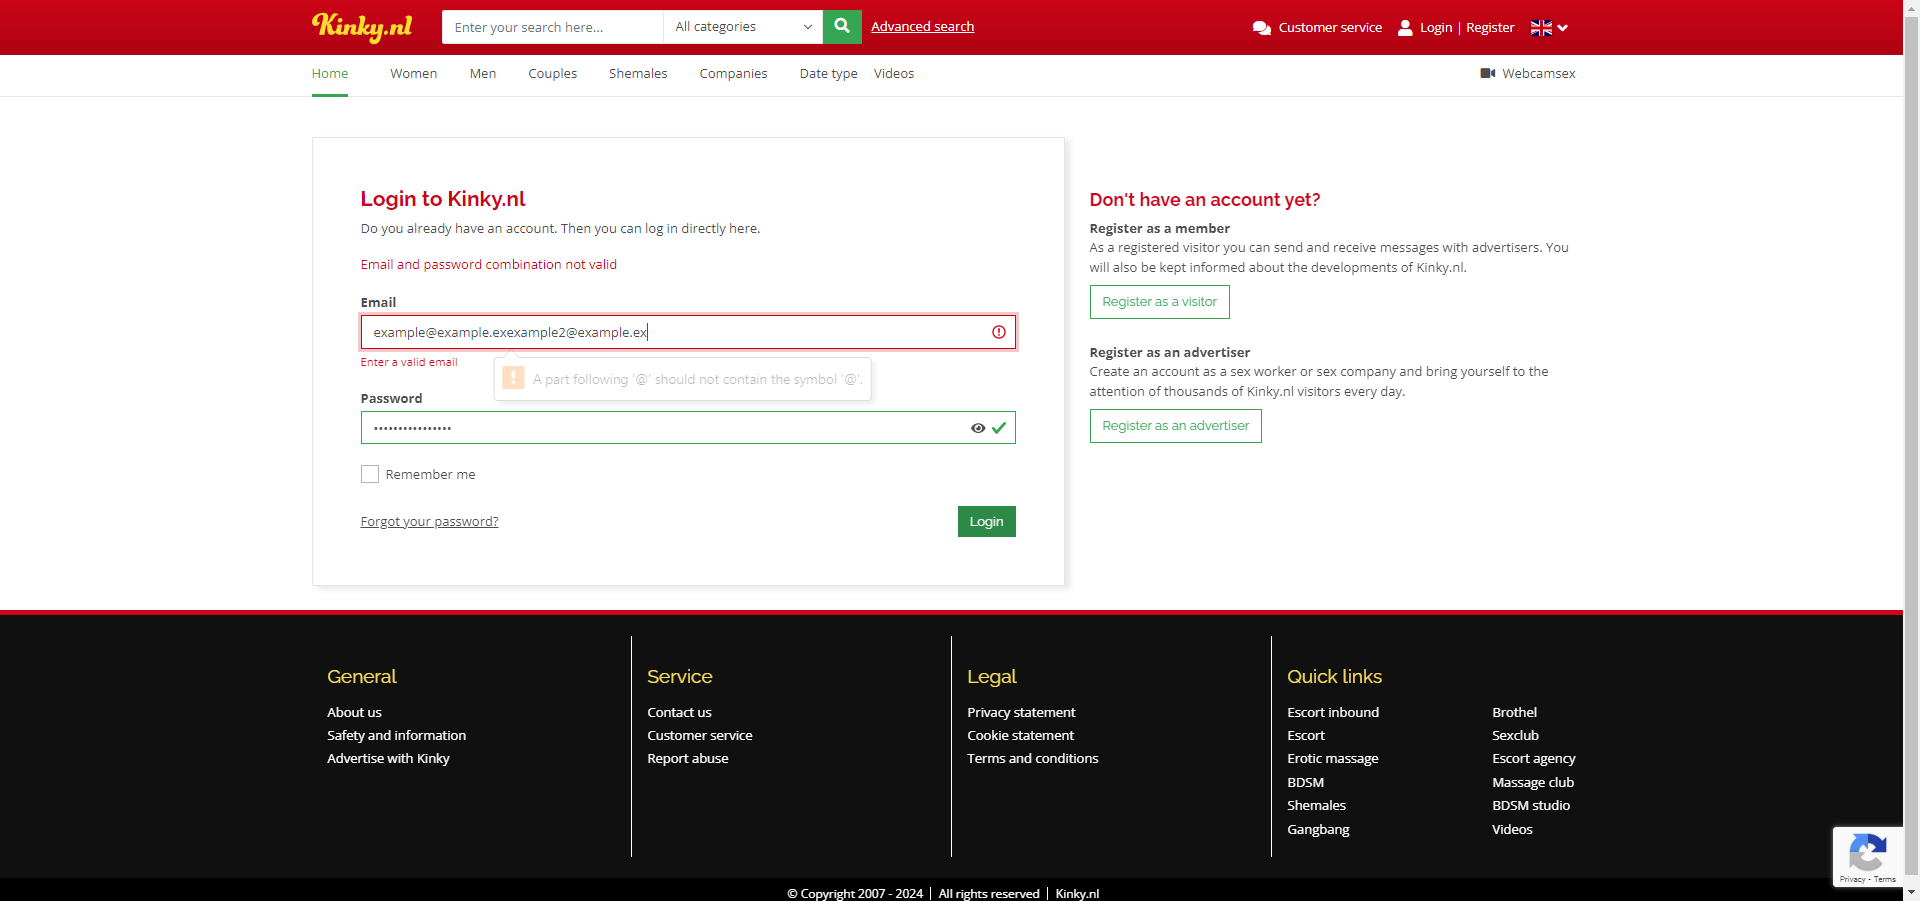 Kinky.nl
Enter your search here...
All categories
Advanced search
Customer service
Login | Register
Home
Women
Men
Couples
Shemales
Companies
Date type
Videos
Webcamsex
Login to Kinky.nl
Do you already have an account. Then you can log in directly here.
Email and password combination not valid
Email
example@example.exexample2@example.ex
Enter a valid email
A part following '@' should not contain the symbol '@'.
Password
••••••••••••••••
Remember me
Forgot your password?
Login
Don't have an account yet?
Register as a member
As a registered visitor you can send and receive messages with advertisers. You
will also be kept informed about the developments of Kinky.nl.
Register as a visitor
Register as an advertiser
Create an account as a sex worker or sex company and bring yourself to the
attention of thousands of Kinky.nl visitors every day.
Register as an advertiser
General
About us
Safety and information
Advertise with Kinky
Service
Contact us
Customer service
Report abuse
Legal
Privacy statement
Cookie statement
Terms and conditions
Quick links
Escort inbound
Escort
Erotic massage
BDSM
Shemales
Gangbang
Brothel
Sexclub
Escort agency
Massage club
BDSM studio
Videos
Privacy - Terms
© Copyright 2007 - 2024 | All rights reserved | Kinky.nl